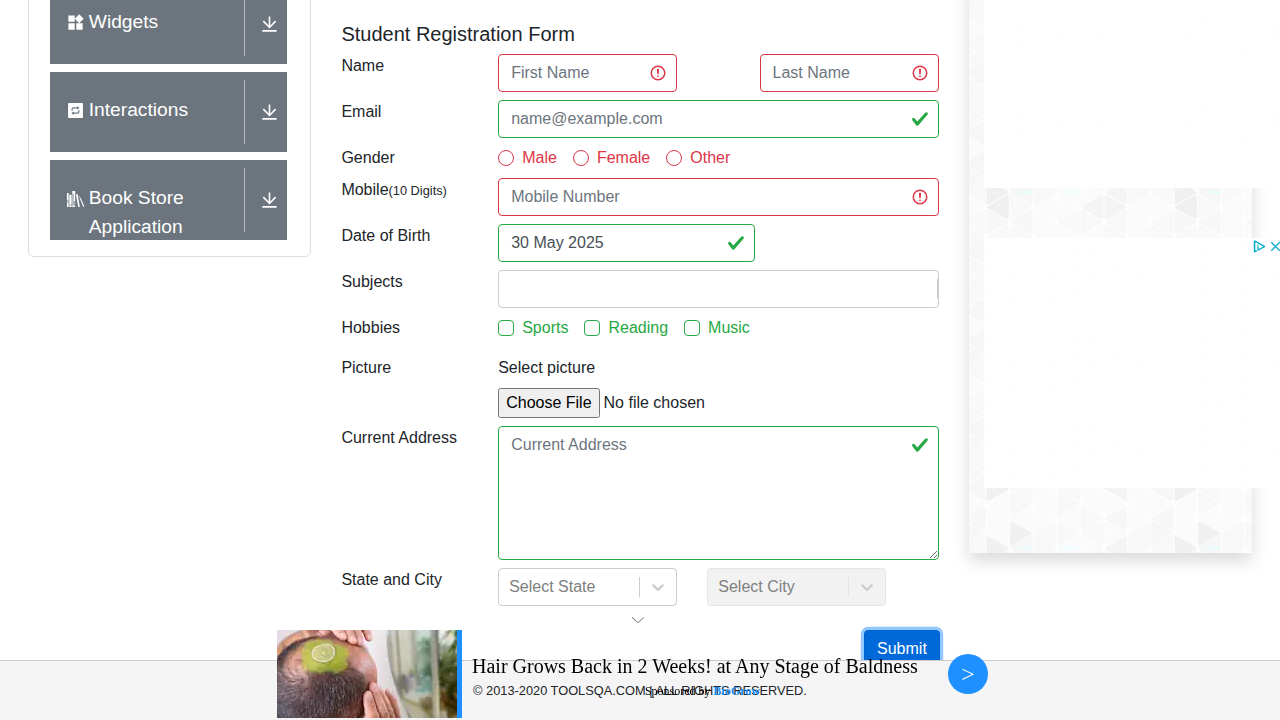 Widgets
Student Registration Form
Name
First Name
Last Name
Interactions
Email
name@example.com
Gender
Male
Female
Other
Mobile(10 Digits)
Mobile Number
Book Store
Application
Date of Birth
30 May 2025
Subjects
Hobbies
Sports
Reading
Music
Picture
Select picture
Choose File No file chosen
Current Address
Current Address
State and City
Select State
Select City
Submit
Hair Grows Back in 2 Weeks! at Any Stage of Baldness
© 2013-2020 TOOLSQA.COM | ALL RIGHTS RESERVED.
Sponsored by